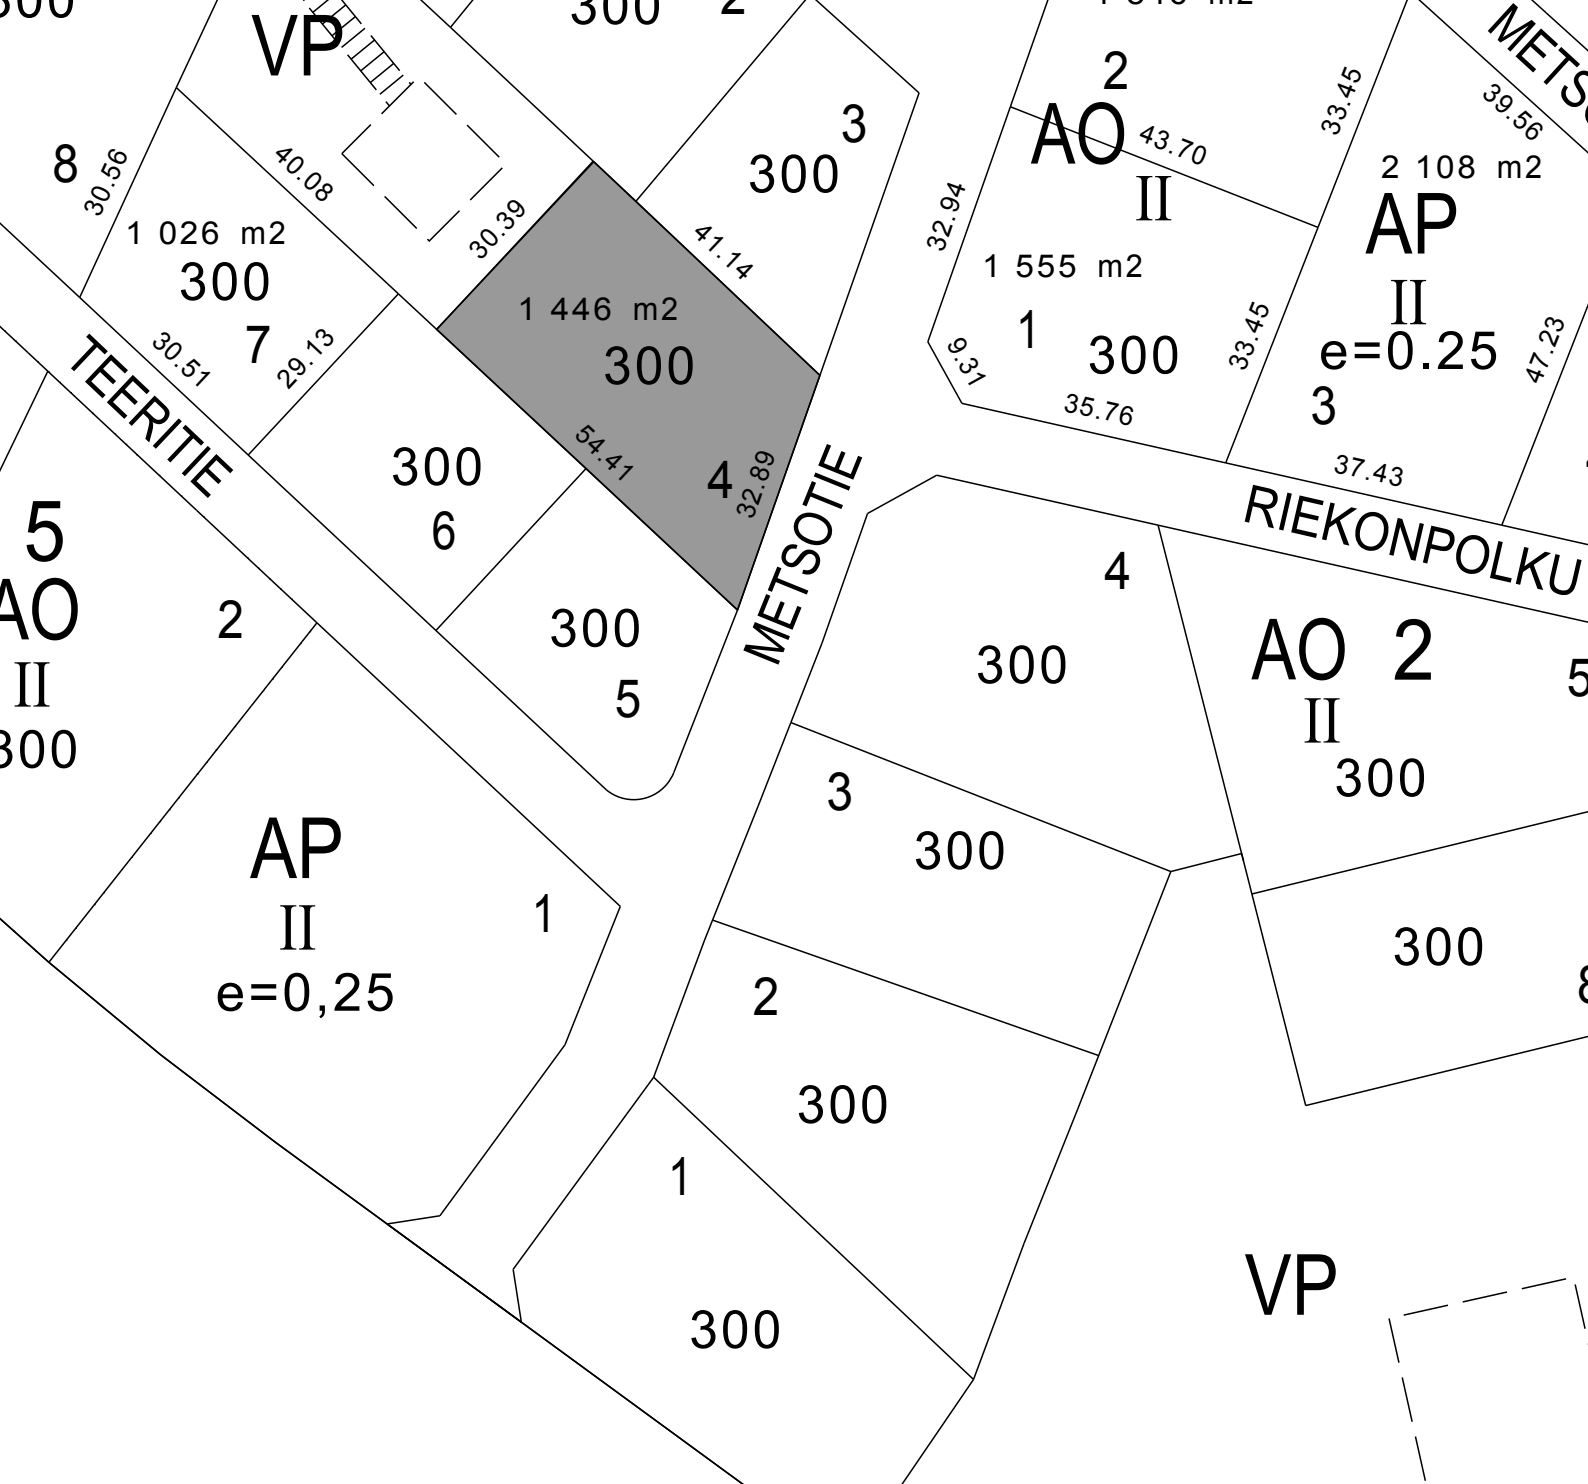 300
2
VP
8
30.56
40.08
1 026 m2
300
7
30.51
29.13
30.39
41.14
3
300
1 446 m2
300
54.41
4
32.89
TEERITIE
METSOTIE
300
6
300
5
2
AO
II
43.70
33.45
32.94
1 555 m2
1
300
9.31
35.76
33.45
39.56
2 108 m2
AP
II
e=0.25
3
47.23
37.43
RIEKONPOLKU
5
AO
II
300
2
AP
II
e=0,25
1
4
300
AO 2
II
300
5
3
300
2
300
1
300
300
8
VP